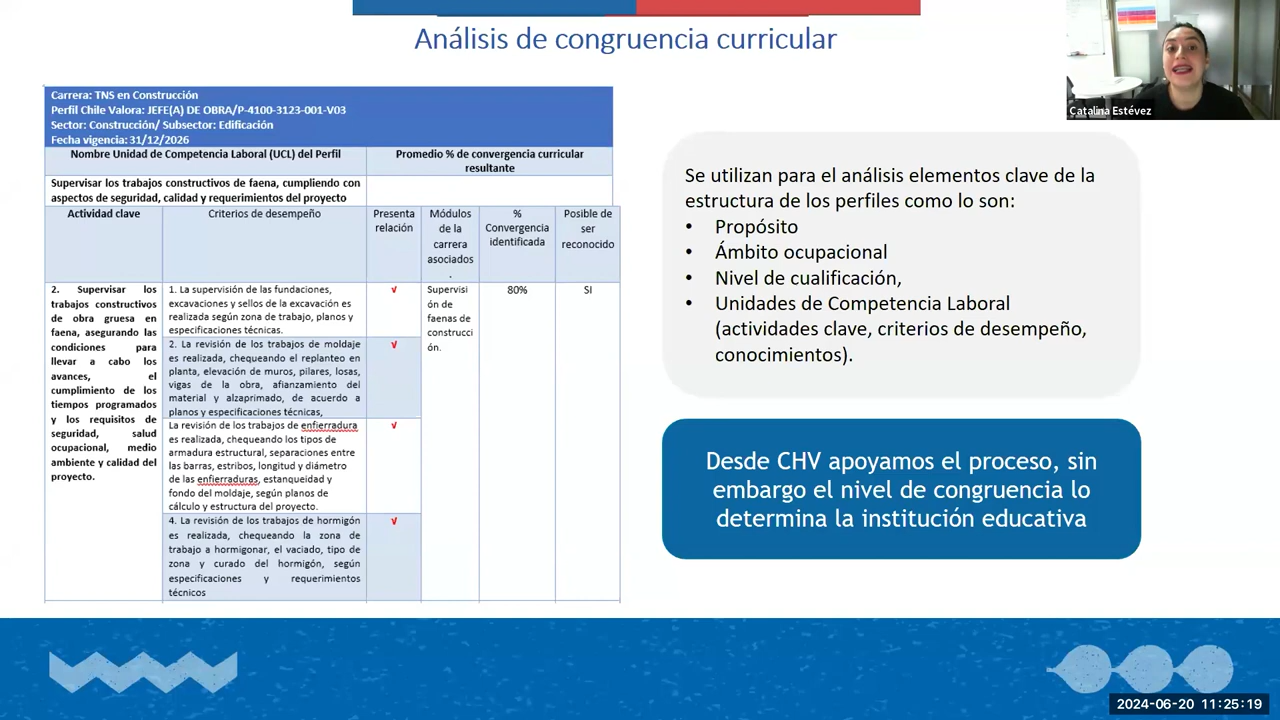 Análisis de congruencia curricular
Catalina Estévez
Carrera: TNS en Construcción
Perfil Chile Valora: JEFE(A) DE OBRA/P-4100-3123-001-V03
Sector: Construcción/ Subsector: Edificación
Fecha vigencia: 31/12/2026
Nombre Unidad de Competencia Laboral (UCL) del Perfil
Promedio % de convergencia curricular
resultante
Supervisar los trabajos constructivos de faena, cumpliendo con
aspectos de seguridad, calidad y requerimientos del proyecto
Actividad clave
Criterios de desempeño
Presenta
relación
Módulos
de la
carrera
asociados
.
%
Convergencia
identificada
Posible de
ser
reconocido
2. Supervisar los
trabajos constructivos
de obra gruesa en
faena, asegurando las
condiciones para
llevar a cabo los
avances, el
cumplimiento de los
tiempos programados
y los requisitos de
seguridad, salud
ocupacional, medio
ambiente y calidad del
proyecto.
1. La supervisión de las fundaciones,
excavaciones y sellos de la excavación es
realizada según zona de trabajo, planos y
especificaciones técnicas.
√
Supervisi
ón de
faenas de
construcci
ón.
80%
SI
2. La revisión de los trabajos de moldaje
es realizada, chequeando el replanteo en
planta, elevación de muros, pilares, losas,
vigas de la obra, afianzamiento del
material y alzaprimado, de acuerdo a
planos y especificaciones técnicas,
√
La revisión de los trabajos de enfierradura
es realizada, chequeando los tipos de
armadura estructural, separaciones entre
las barras, estribos, longitud y diámetro
de las enfierraduras, estanqueidad y
fondo del moldaje, según planos de
cálculo y estructura del proyecto.
√
4. La revisión de los trabajos de hormigón
es realizada, chequeando la zona de
trabajo a hormigonar, el vaciado, tipo de
zona y curado del hormigón, según
especificaciones y requerimientos
técnicos
√
Se utilizan para el análisis elementos clave de la
estructura de los perfiles como lo son:
• Propósito
• Ámbito ocupacional
• Nivel de cualificación,
• Unidades de Competencia Laboral
(actividades clave, criterios de desempeño,
conocimientos).
Desde CHV apoyamos el proceso, sin
embargo el nivel de congruencia lo
determina la institución educativa
2024-06-20 11:25:19